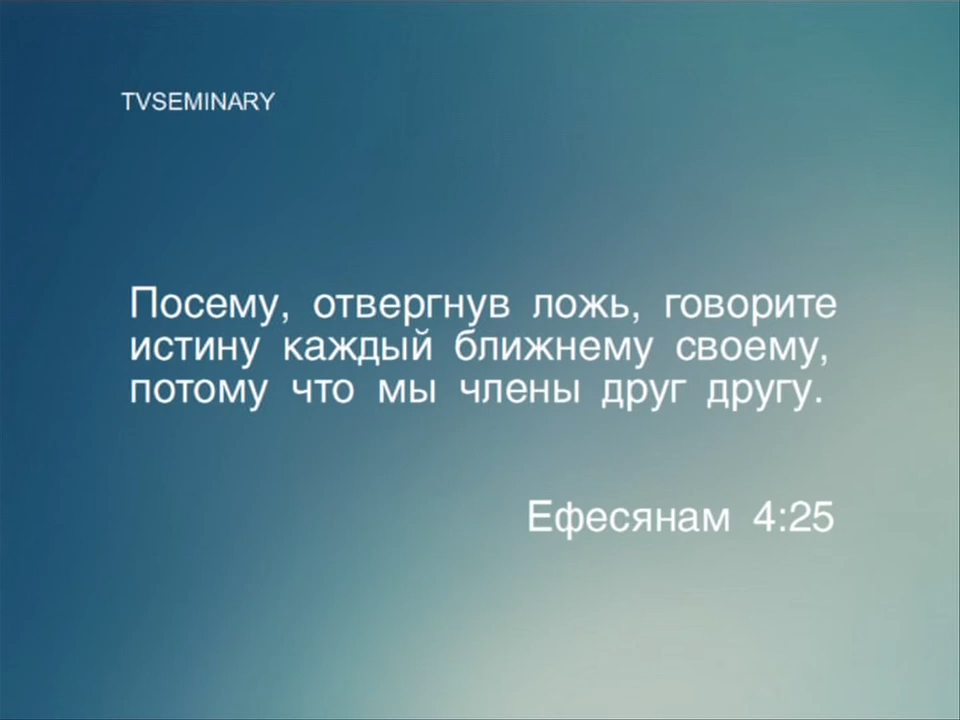 TVSEMINARY
Посему, отвергнув ложь, говорите
истину каждый ближнему своему,
потому что мы члены друг другу.
Ефесянам 4:25